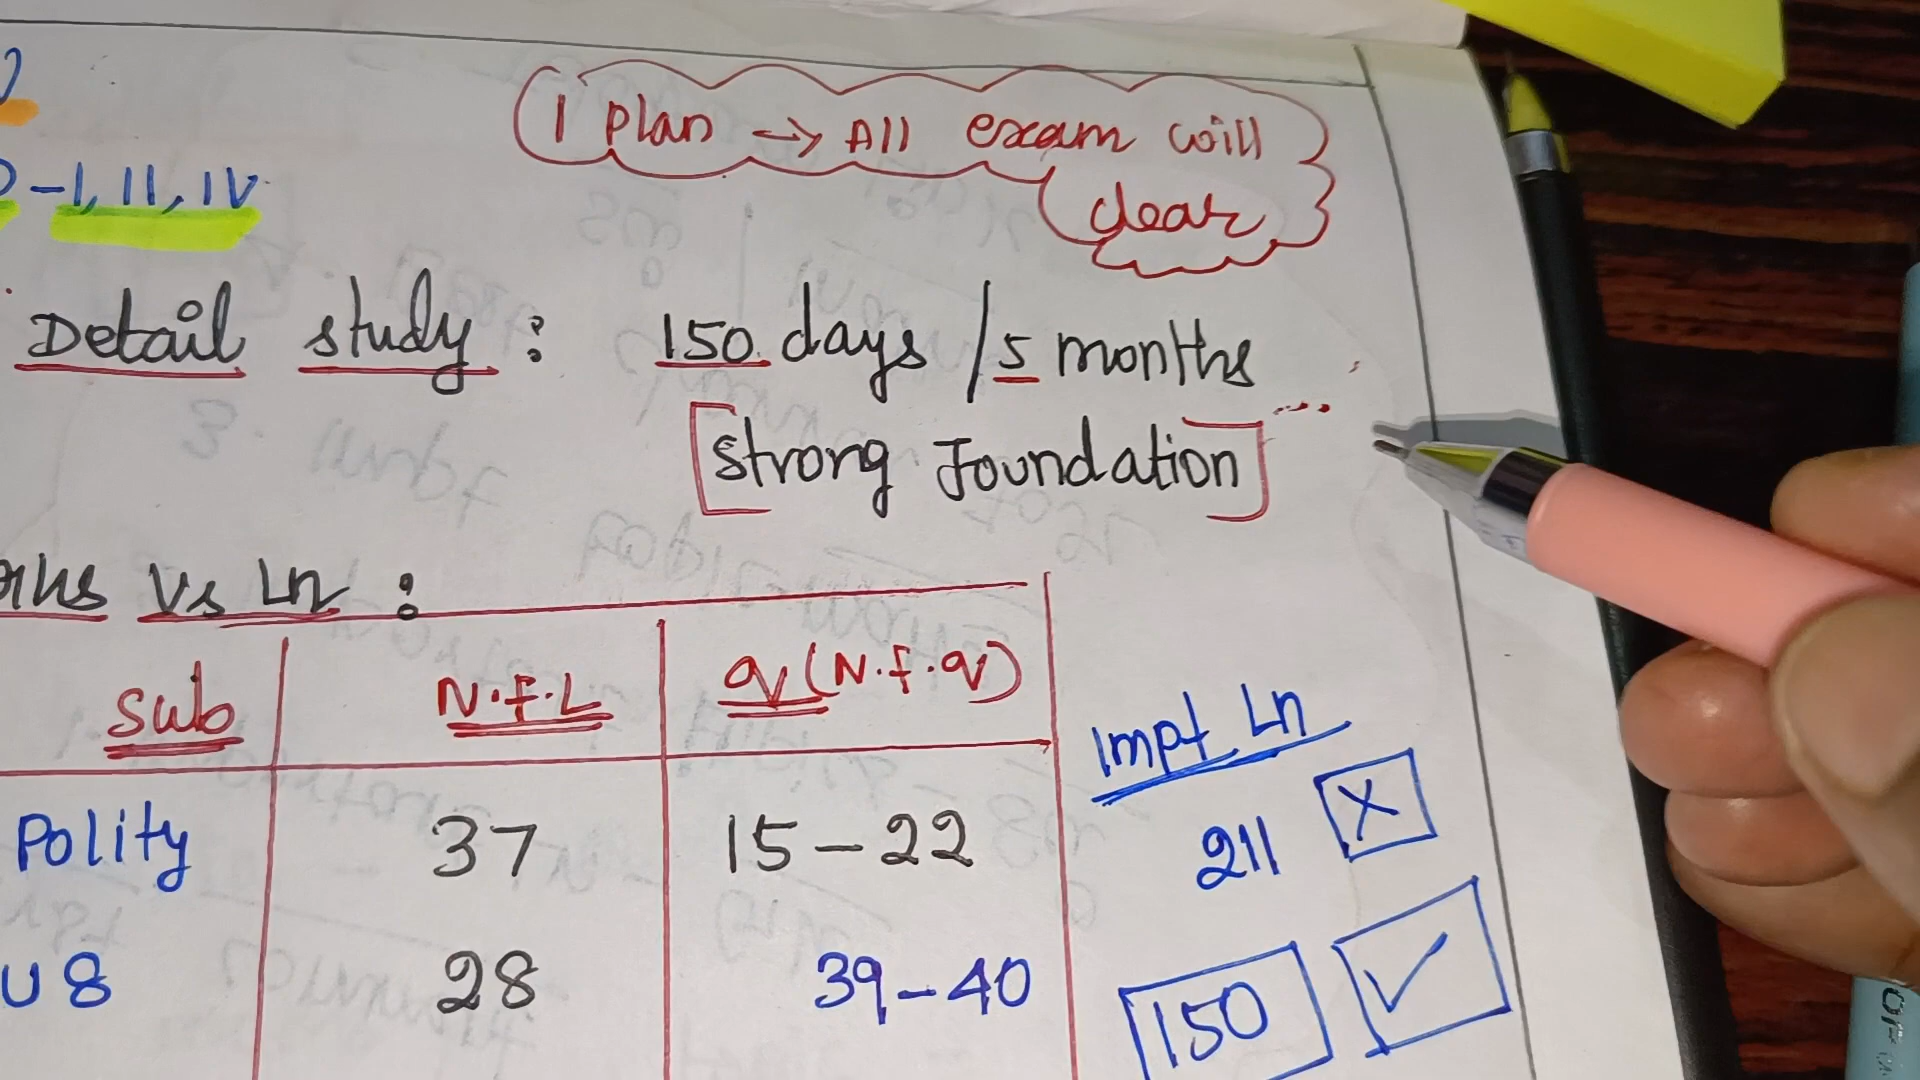 1 plan → All exam will
clear
-I, II, IV
Detail study : 150 days / 5 months
[strong Foundation]
Vs Ln :
Sub N.f.L q (N.f.q)
Impt Ln
Polity 37 15-22
211 X
U8 28 39-40
150 ✓